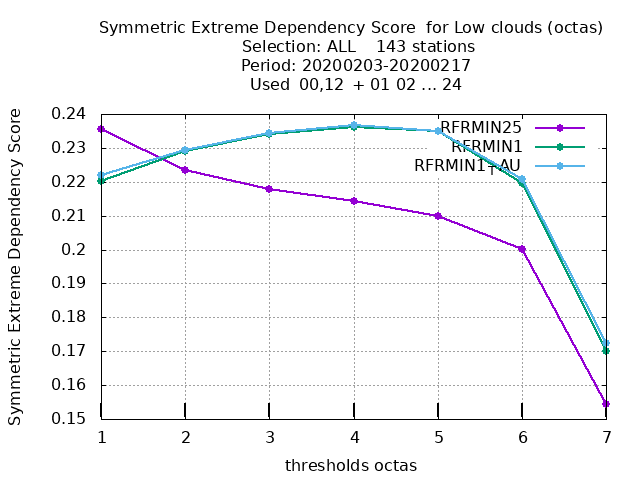 Symmetric Extreme Dependency Score for Low clouds (octas)
Selection: ALL 143 stations
Period: 20200203-20200217
Used 00,12 + 01 02 ... 24
Symmetric Extreme Dependency Score
0.24
0.23
0.22
0.21
0.2
0.19
0.18
0.17
0.16
0.15
RFRMIN25
RFRMIN1
RFRMIN1+AU
1 2 3 4 5 6 7
thresholds octas